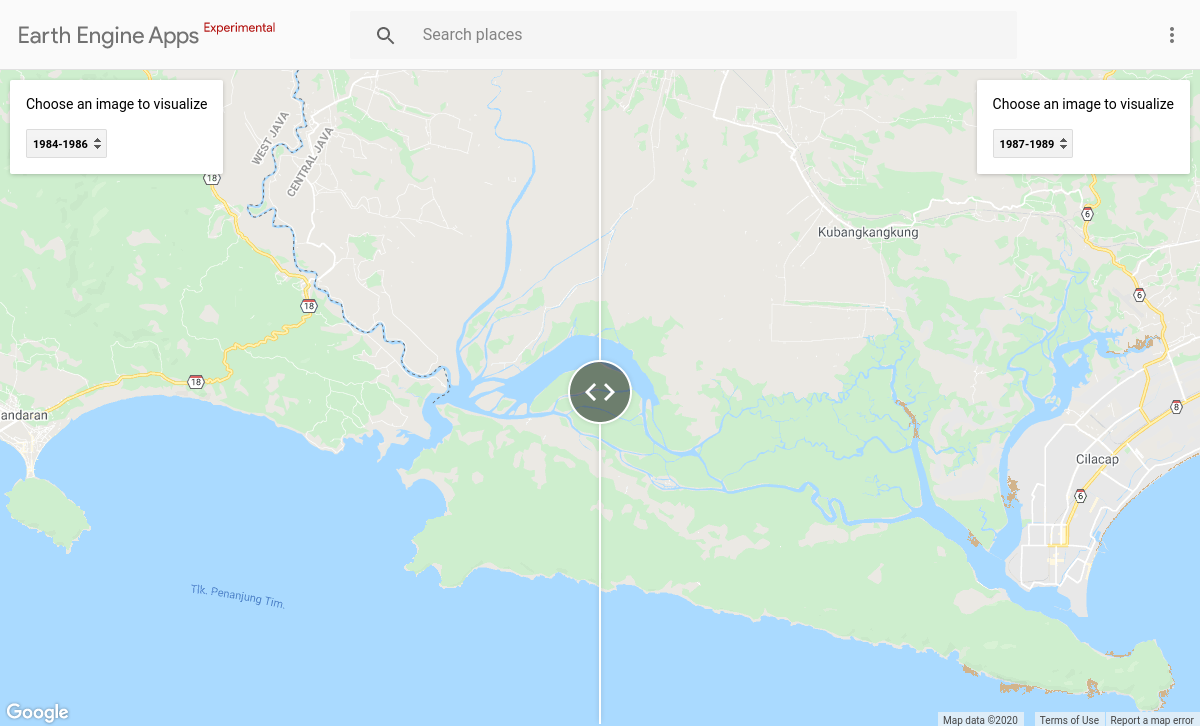 Earth Engine Apps Experimental
Search places
Choose an image to visualize
1984-1986
Choose an image to visualize
1987-1989
WEST JAVA
CENTRAL JAVA
18
6
Kubangkangkung
6
18
18
8
andaran
Cilacap
6
Tlk. Penanjung Tim.
Google
Map data ©2020
Terms of Use
Report a map error